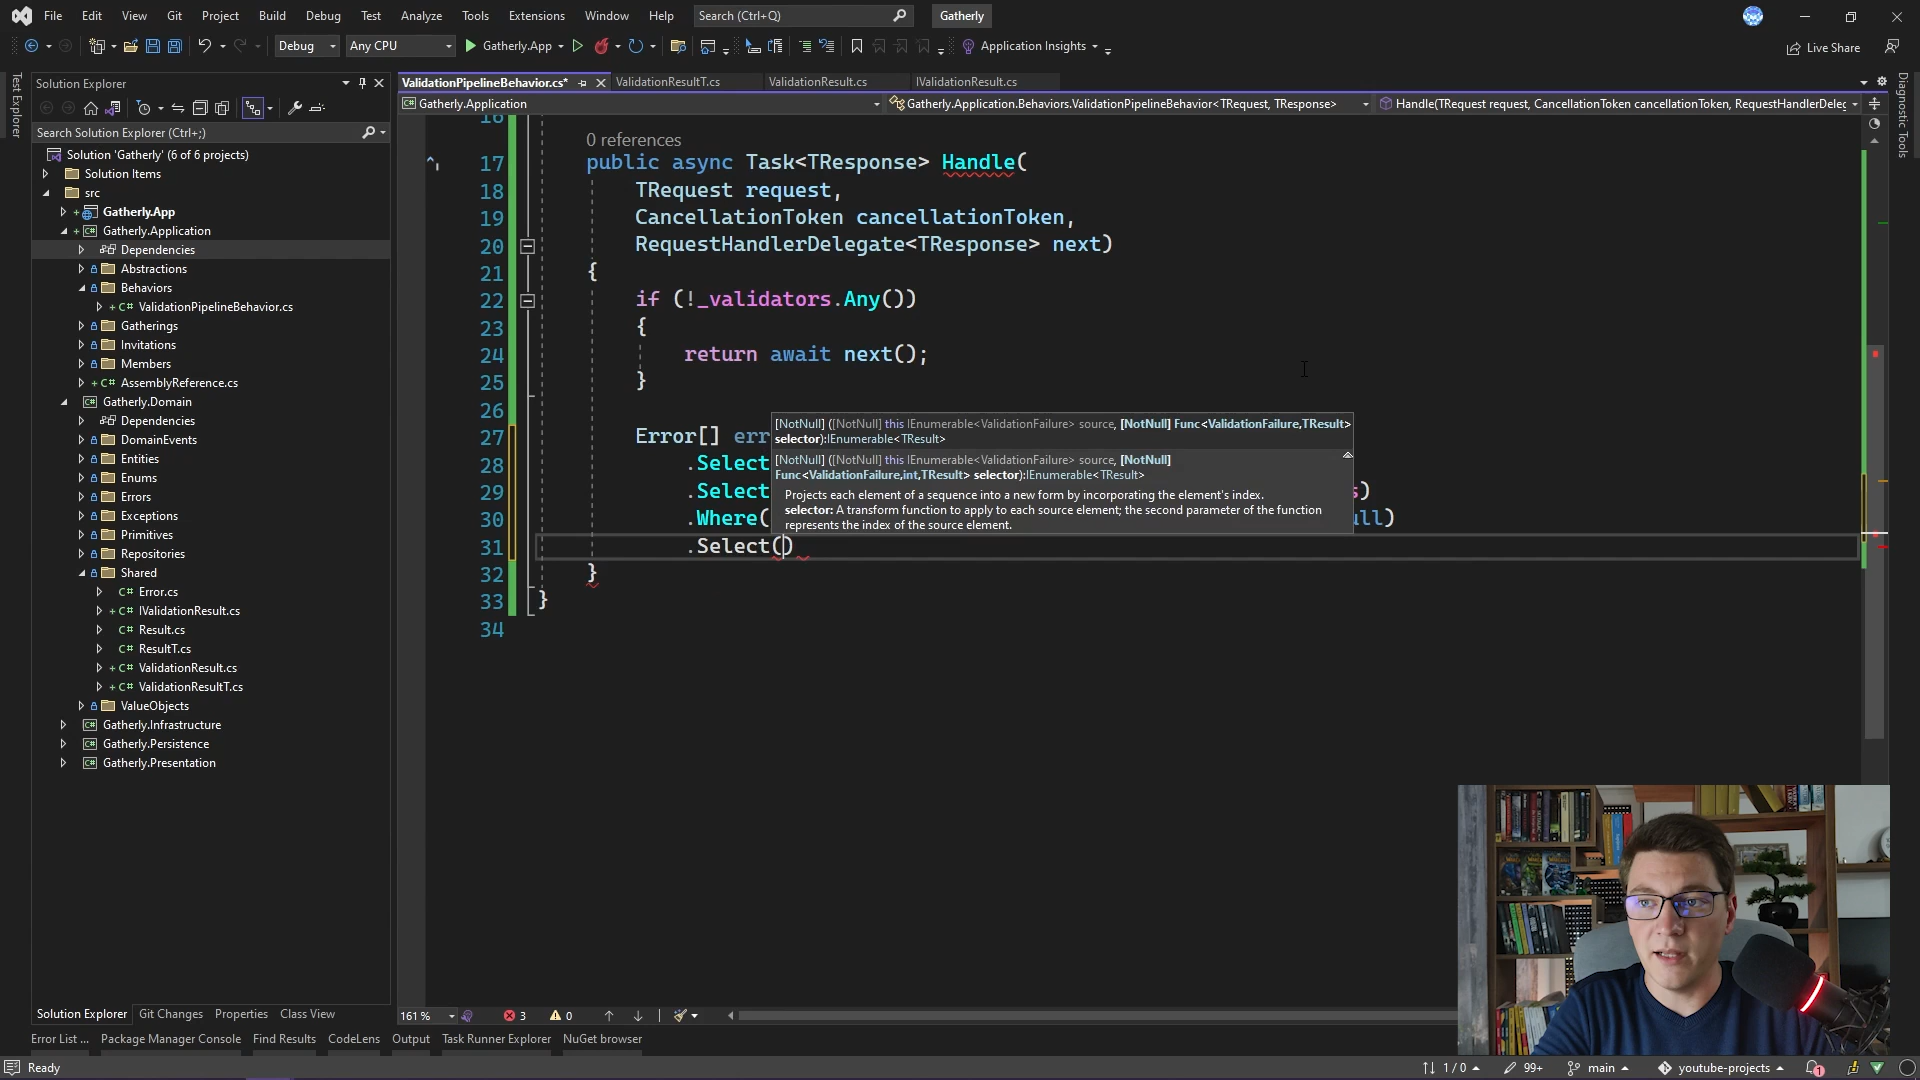 File Edit View Git Project Build Debug Test Analyze Tools Extensions Window Help Search (Ctrl+Q) Gatherly
Debug Any CPU Gatherly.App Application Insights Live Share
Test Explorer
Solution Explorer
Search Solution Explorer (Ctrl+;)
Solution 'Gatherly' (6 of 6 projects)
Solution Items
src
Gatherly.App
Gatherly.Application
Dependencies
Abstractions
Behaviors
ValidationPipelineBehavior.cs
Gatherings
Invitations
Members
AssemblyReference.cs
Gatherly.Domain
Dependencies
DomainEvents
Entities
Enums
Errors
Exceptions
Primitives
Repositories
Shared
Error.cs
IValidationResult.cs
Result.cs
ResultT.cs
ValidationResult.cs
ValidationResultT.cs
ValueObjects
Gatherly.Infrastructure
Gatherly.Persistence
Gatherly.Presentation
Solution Explorer Git Changes Properties Class View
ValidationPipelineBehavior.cs* ValidationResultT.cs ValidationResult.cs IValidationResult.cs
Gatherly.Application Gatherly.Application.Behaviors.ValidationPipelineBehavior<TRequest, TResponse> Handle(TRequest request, CancellationToken cancellationToken, RequestHandlerDeleg
16
0 references
17 public async Task<TResponse> Handle(
18 TRequest request,
19 CancellationToken cancellationToken,
20 RequestHandlerDelegate<TResponse> next)
21 {
22 if (!_validators.Any())
23 {
24 return await next();
25 }
26
27 Error[] err
28 .Select
29 .Select s)
30 .Where( ull)
31 .Select()
32 }
33 }
34
[NotNull] ([NotNull] this IEnumerable<ValidationFailure> source, [NotNull] Func<ValidationFailure,TResult>
selector):IEnumerable<TResult>
[NotNull] ([NotNull] this IEnumerable<ValidationFailure> source, [NotNull]
Func<ValidationFailure,int,TResult> selector):IEnumerable<TResult>
Projects each element of a sequence into a new form by incorporating the element's index.
selector: A transform function to apply to each source element; the second parameter of the function
represents the index of the source element.
Diagnostic Tools
161 % 3 0
Error List ... Package Manager Console Find Results CodeLens Output Task Runner Explorer NuGet browser
Ready 1 / 0 99+ main youtube-projects 1